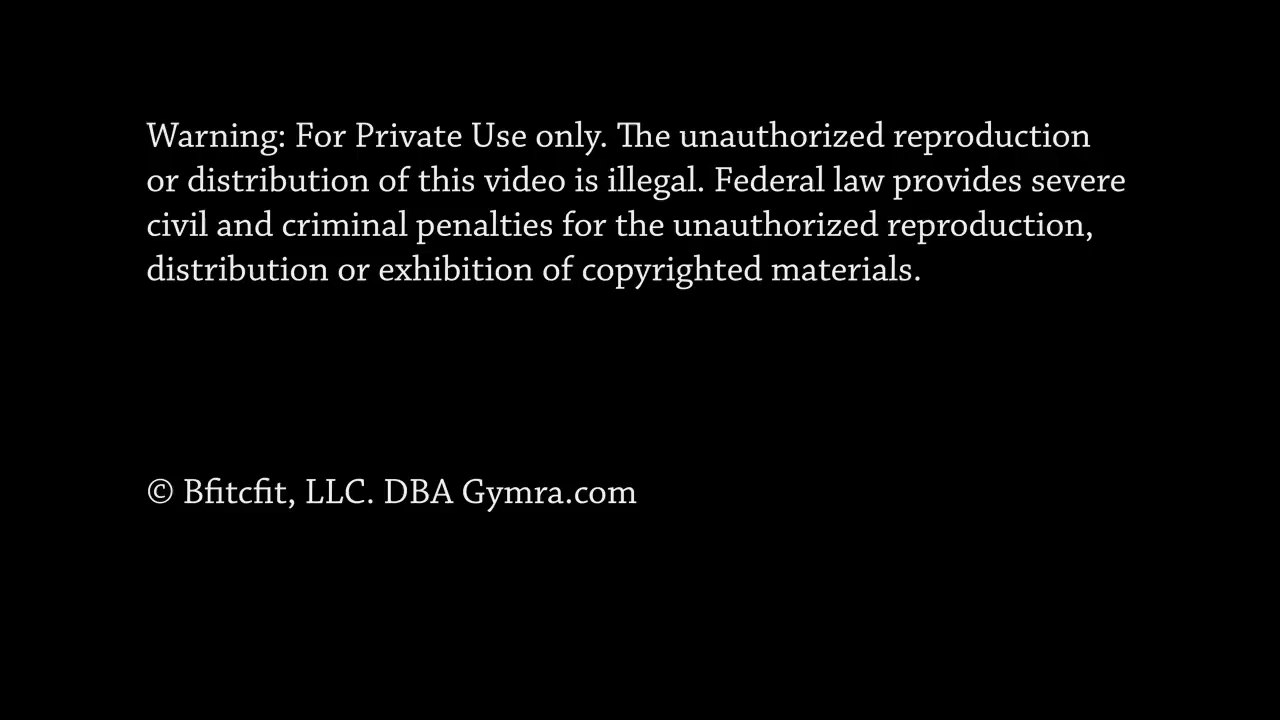 Warning: For Private Use only. The unauthorized reproduction
or distribution of this video is illegal. Federal law provides severe
civil and criminal penalties for the unauthorized reproduction,
distribution or exhibition of copyrighted materials.
© Bfitcfit, LLC. DBA Gymra.com